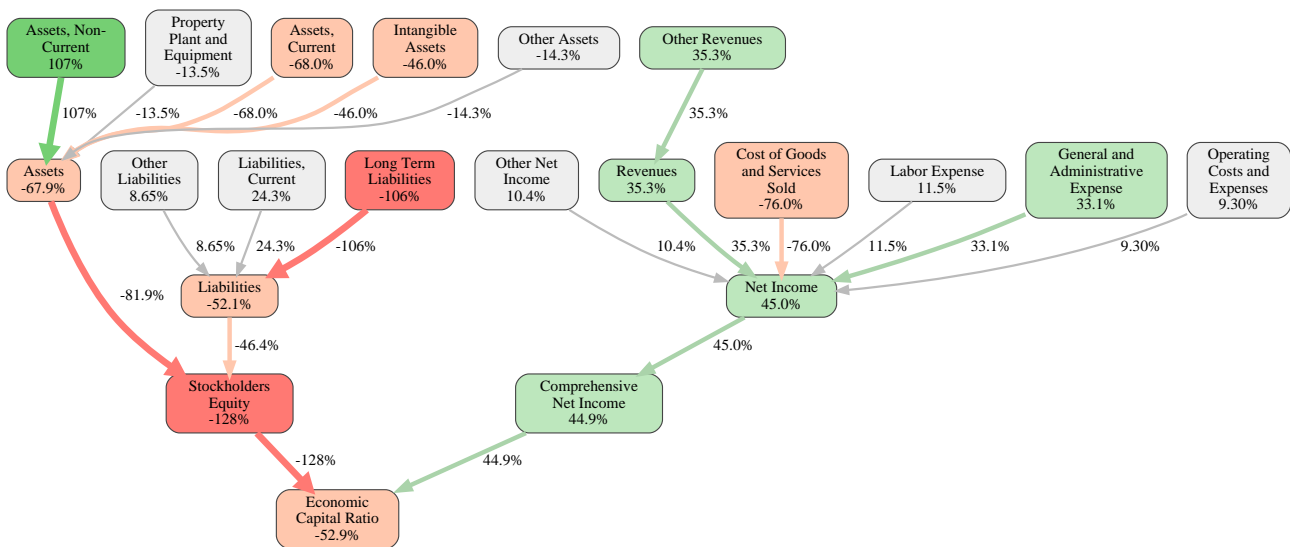 Assets, Non-
Current
107%
Property
Plant and
Equipment
-13.5%
Assets,
Current
-68.0%
Intangible
Assets
-46.0%
Other Assets
-14.3%
Other Revenues
35.3%
107%
-13.5%
-68.0%
-46.0%
-14.3%
35.3%
Assets
-67.9%
Other
Liabilities
8.65%
Liabilities,
Current
24.3%
Long Term
Liabilities
-106%
Other Net
Income
10.4%
Revenues
35.3%
Cost of Goods
and Services
Sold
-76.0%
Labor Expense
11.5%
General and
Administrative
Expense
33.1%
Operating
Costs and
Expenses
9.30%
8.65%
24.3%
-106%
10.4%
35.3%
-76.0%
11.5%
33.1%
9.30%
-81.9%
Liabilities
-52.1%
Net Income
45.0%
-46.4%
45.0%
Stockholders
Equity
-128%
Comprehensive
Net Income
44.9%
-128%
44.9%
Economic
Capital Ratio
-52.9%